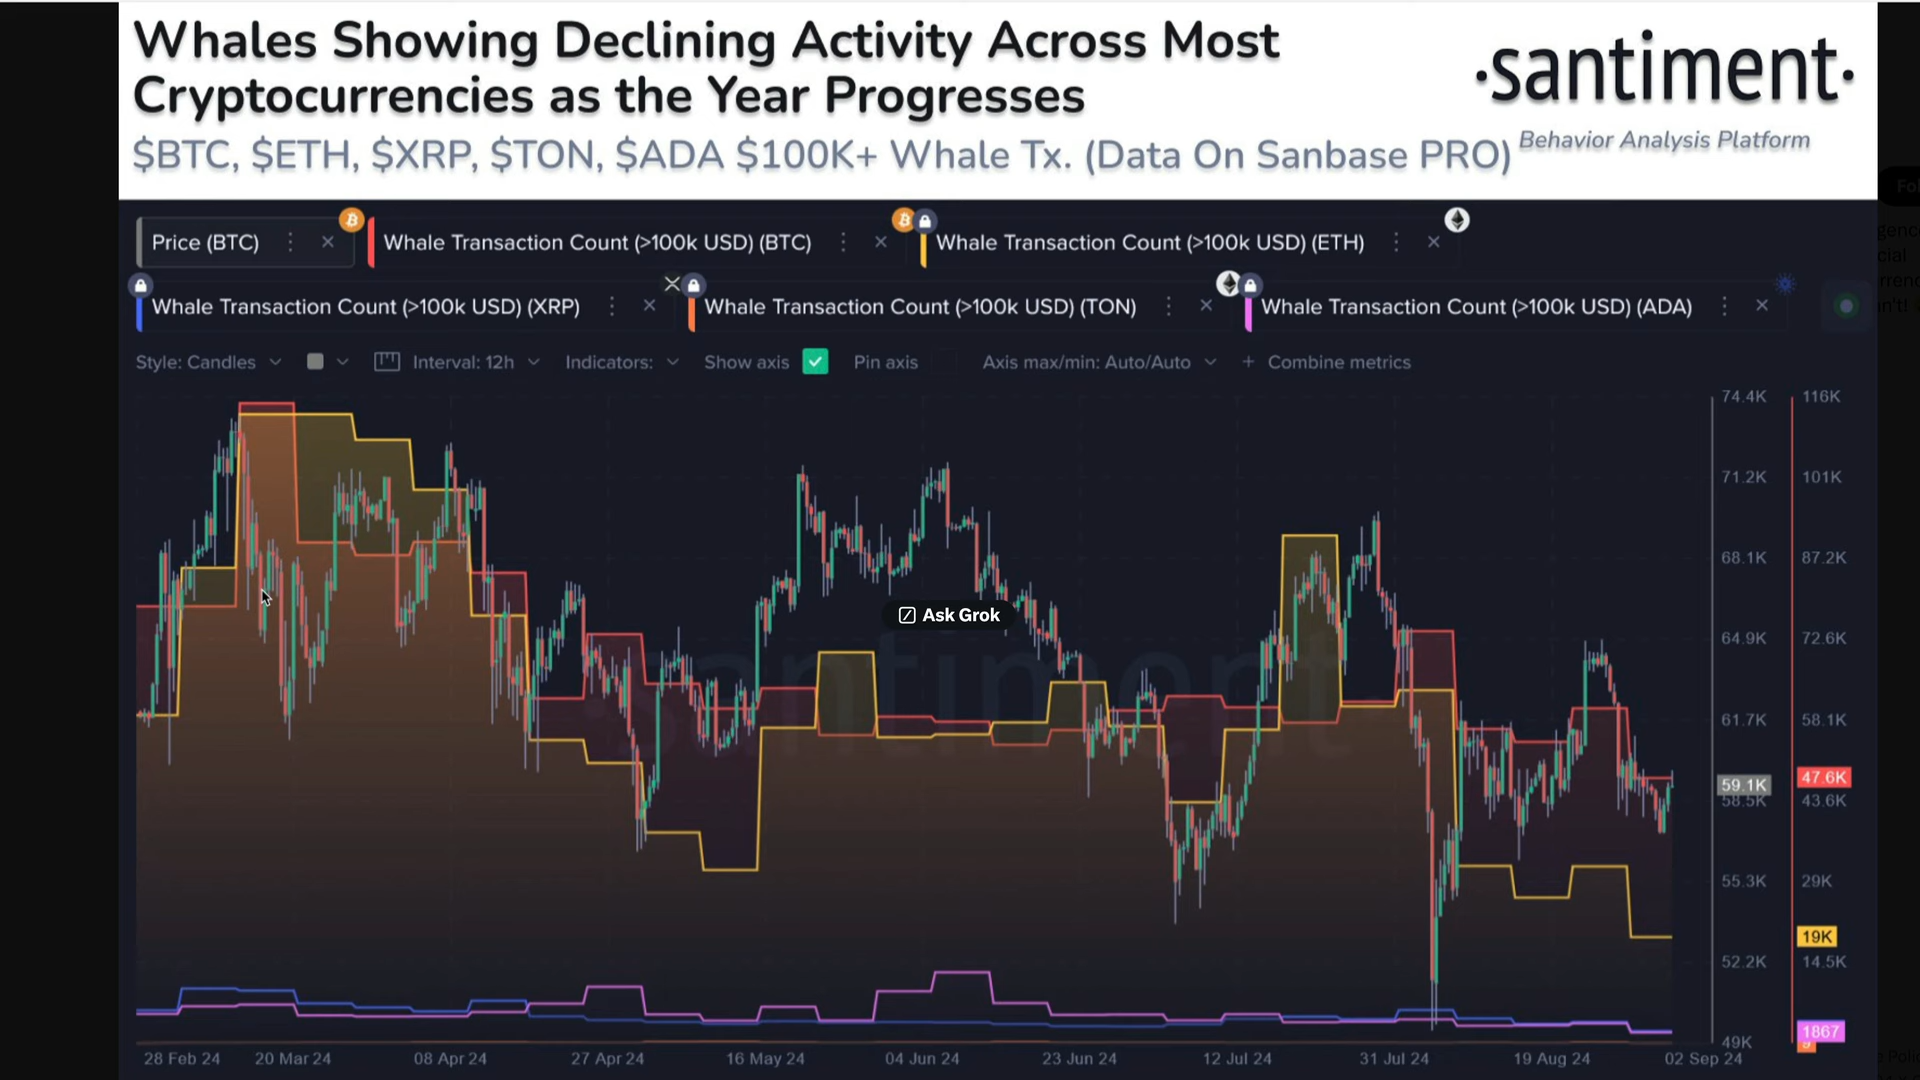 Whales Showing Declining Activity Across Most
Cryptocurrencies as the Year Progresses
$BTC, $ETH, $XRP, $TON, $ADA $100K+ Whale Tx. (Data On Sanbase PRO)
·santiment·
Behavior Analysis Platform
Price (BTC)
Whale Transaction Count (>100k USD) (BTC)
Whale Transaction Count (>100k USD) (ETH)
Whale Transaction Count (>100k USD) (XRP)
Whale Transaction Count (>100k USD) (TON)
Whale Transaction Count (>100k USD) (ADA)
Style: Candles
Interval: 12h
Indicators:
Show axis
Pin axis
Axis max/min: Auto/Auto
+ Combine metrics
74.4K 116K
71.2K 101K
68.1K 87.2K
Ask Grok
santiment
64.9K 72.6K
61.7K 58.1K
59.1K 47.6K
58.5K 43.6K
55.3K 29K
19K
52.2K 14.5K
1867
49K
28 Feb 24 20 Mar 24 08 Apr 24 27 Apr 24 16 May 24 04 Jun 24 23 Jun 24 12 Jul 24 31 Jul 24 19 Aug 24 02 Sep 24